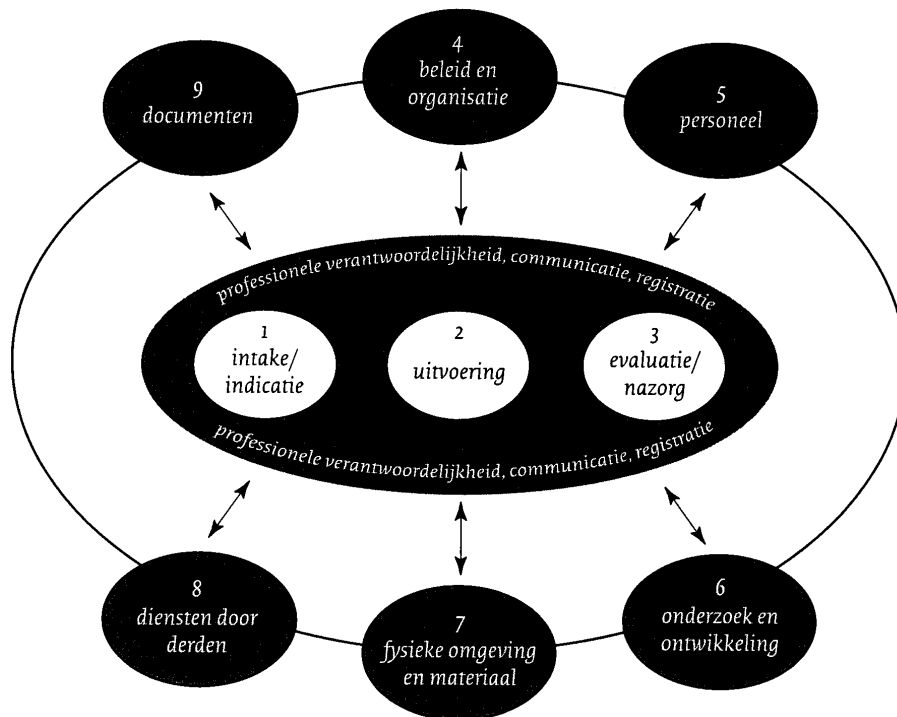 4
beleid en
organisatie
9
documenten
5
personeel
professionele verantwoordelijkheid, communicatie, registratie
1
intake/
indicatie
2
uitvoering
3
evaluatie/
nazorg
professionele verantwoordelijkheid, communicatie, registratie
8
diensten door
derden
7
fysieke omgeving
en materiaal
6
onderzoek en
ontwikkeling